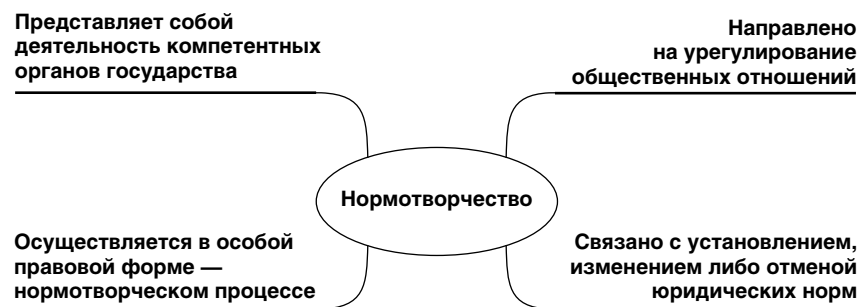 Представляет собой
деятельность компетентных
органов государства
Направлено
на урегулирование
общественных отношений
Нормотворчество
Осуществляется в особой
правовой форме —
нормотворческом процессе
Связано с установлением,
изменением либо отменой
юридических норм